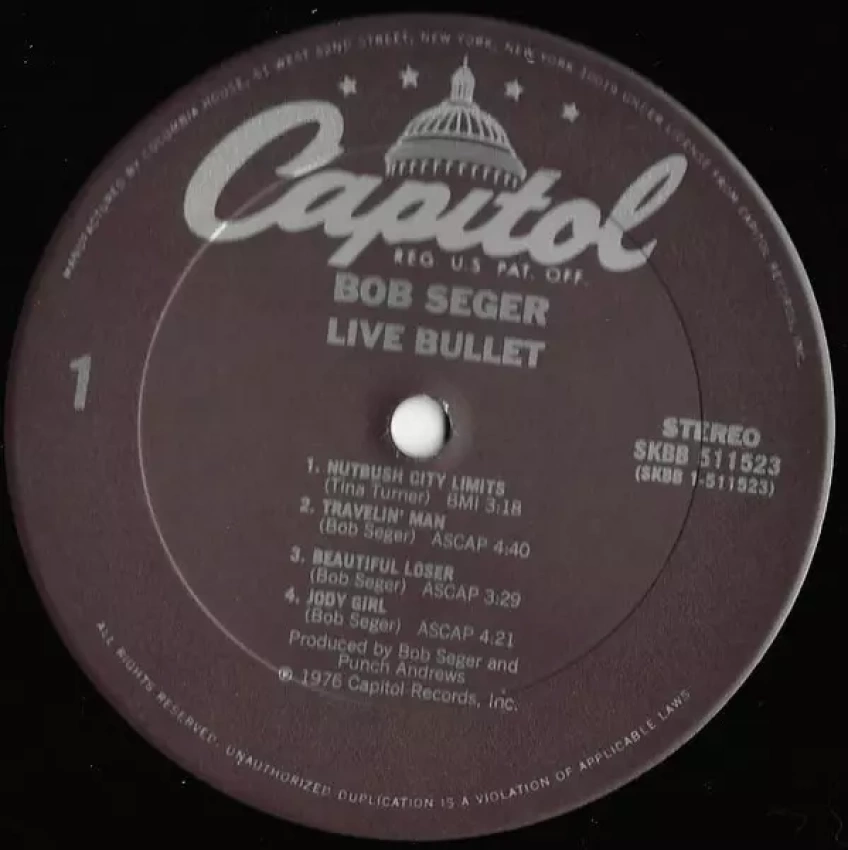 MANUFACTURED BY COLUMBIA HOUSE, 51 WEST 52ND STREET, NEW YORK, NEW YORK 10019 UNDER LICENSE FROM CAPITOL RECORDS, INC.
Capitol
REG. U.S. PAT. OFF.
BOB SEGER
LIVE BULLET
1
STEREO
SKBB 511523
(SKBB 1-511523)
1. NUTBUSH CITY LIMITS
(Tina Turner) BMI 3:18
2. TRAVELIN' MAN
(Bob Seger) ASCAP 4:40
3. BEAUTIFUL LOSER
(Bob Seger) ASCAP 3:29
4. JODY GIRL
(Bob Seger) ASCAP 4:21
Produced by Bob Seger and
Punch Andrews
℗ 1976 Capitol Records, Inc.
ALL RIGHTS RESERVED. UNAUTHORIZED DUPLICATION IS A VIOLATION OF APPLICABLE LAWS